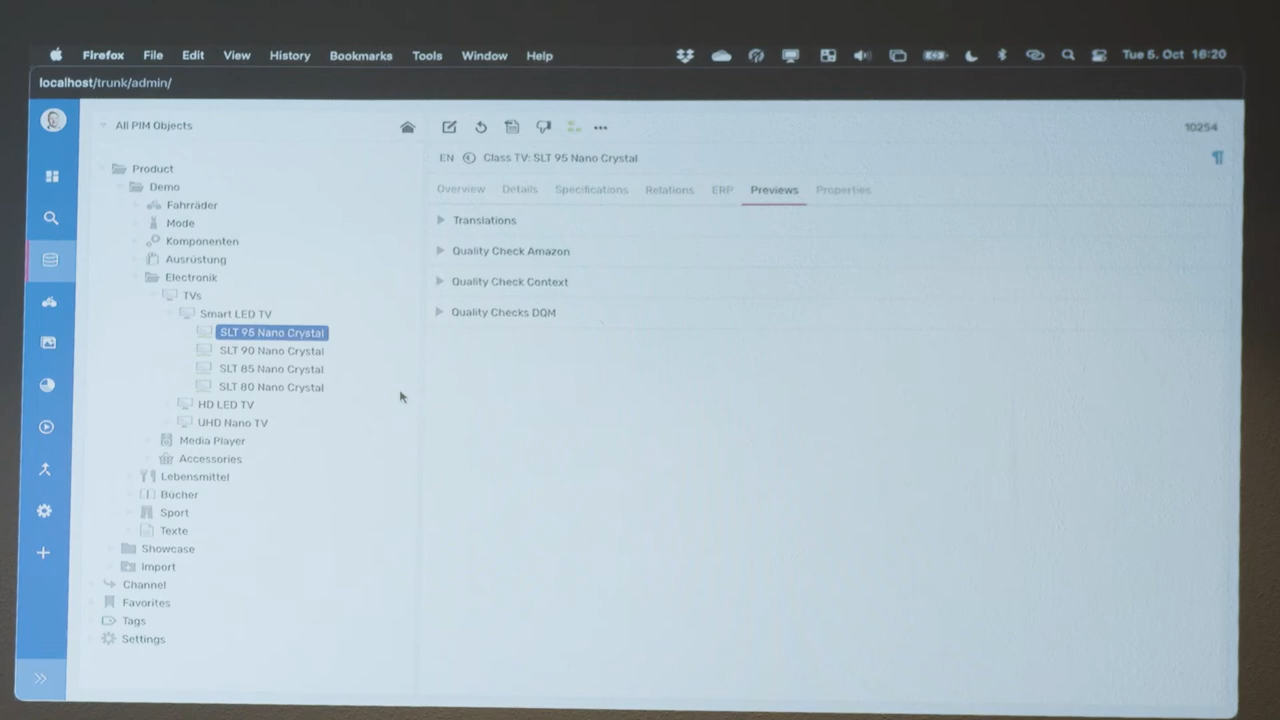 Firefox File Edit View History Bookmarks Tools Window Help Tue 5. Oct 16:20
localhost/trunk/admin/
All PIM Objects
10254
EN Class TV: SLT 95 Nano Crystal
Overview Details Specifications Relations ERP Previews Properties
Translations
Quality Check Amazon
Quality Check Context
Quality Checks DQM
Product
Demo
Fahrräder
Mode
Komponenten
Ausrüstung
Electronik
TVs
Smart LED TV
SLT 95 Nano Crystal
SLT 90 Nano Crystal
SLT 85 Nano Crystal
SLT 80 Nano Crystal
HD LED TV
UHD Nano TV
Media Player
Accessories
Lebensmittel
Bücher
Sport
Texte
Showcase
Import
Channel
Favorites
Tags
Settings